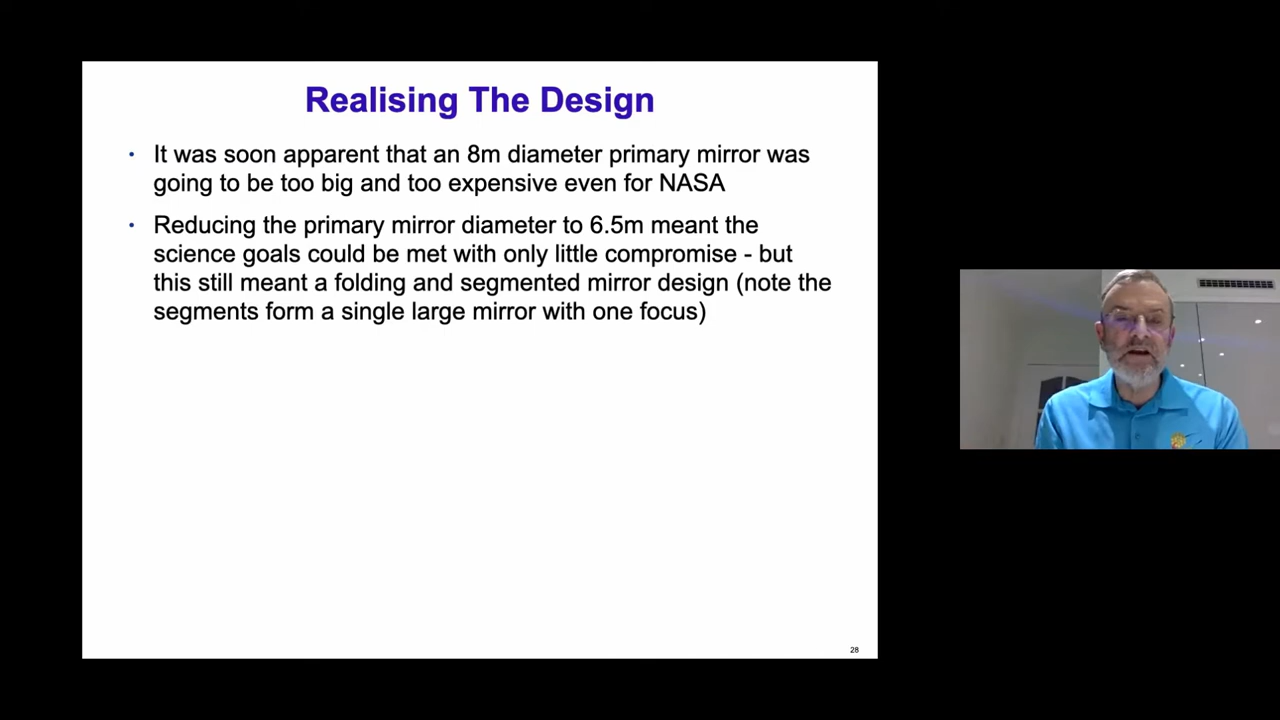 Realising The Design
• It was soon apparent that an 8m diameter primary mirror was
going to be too big and too expensive even for NASA
• Reducing the primary mirror diameter to 6.5m meant the
science goals could be met with only little compromise - but
this still meant a folding and segmented mirror design (note the
segments form a single large mirror with one focus)
28